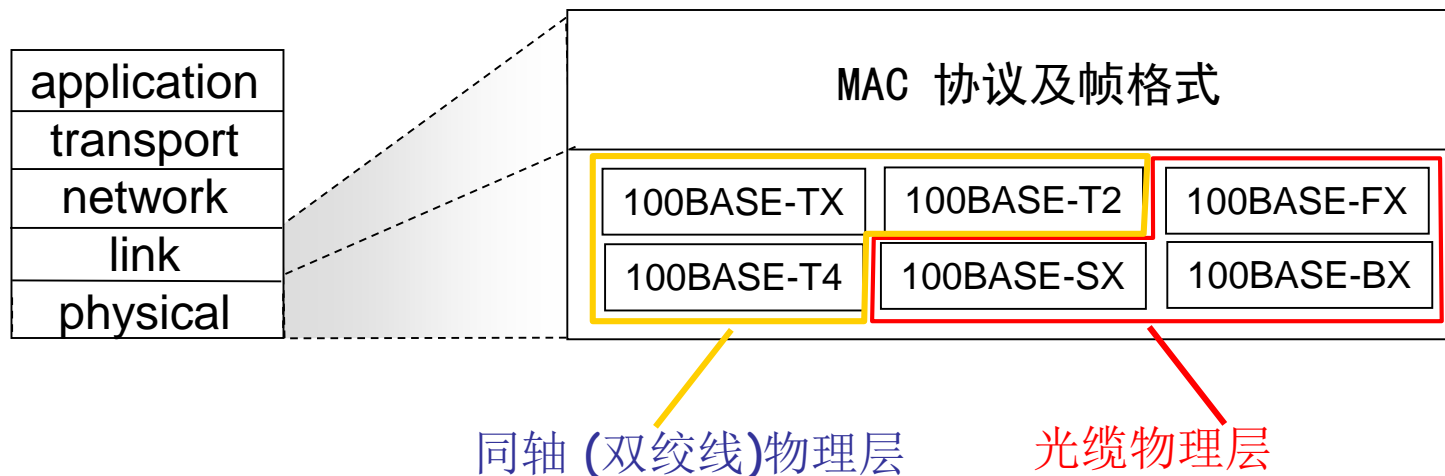 application
transport
network
link
physical
MAC 协议及帧格式
100BASE-TX
100BASE-T2
100BASE-FX
100BASE-T4
100BASE-SX
100BASE-BX
同轴 (双绞线)物理层
光缆物理层